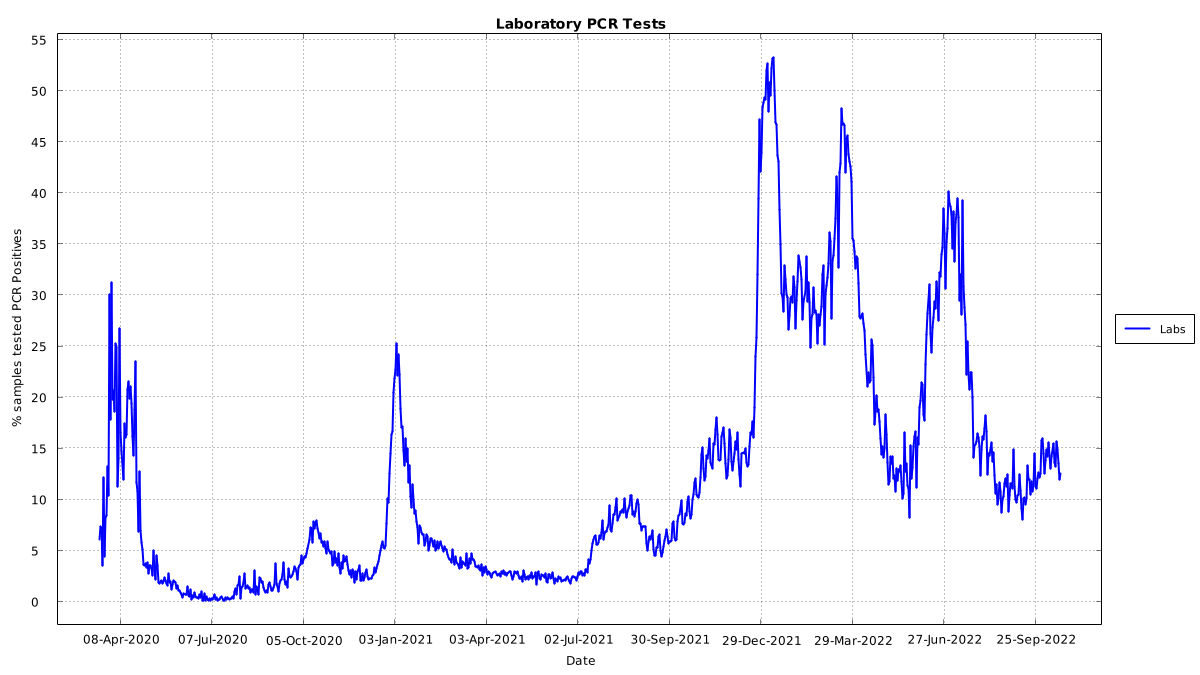 Laboratory PCR Tests
% samples tested PCR Positives
55
50
45
40
35
30
25
20
15
10
5
0
08-Apr-2020 07-Jul-2020 05-Oct-2020 03-Jan-2021 03-Apr-2021 02-Jul-2021 30-Sep-2021 29-Dec-2021 29-Mar-2022 27-Jun-2022 25-Sep-2022
Date
Labs